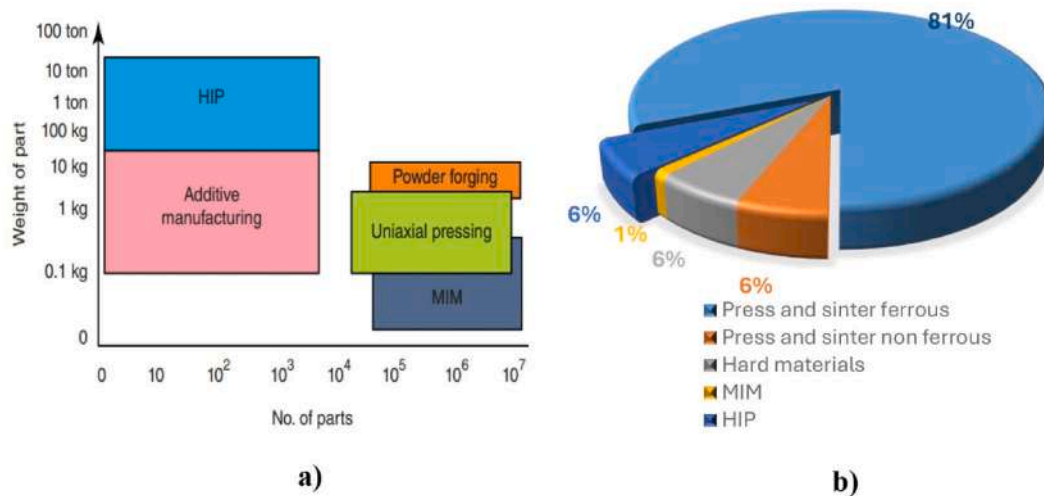 100 ton
10 ton
1 ton
100 kg
10 kg
1 kg
0.1 kg
0
Weight of part
HIP
Additive
manufacturing
Powder forging
Uniaxial pressing
MIM
0 10 10² 10³ 10⁴ 10⁵ 10⁶ 10⁷
No. of parts
a)
81%
6%
1%
6%
6%
Press and sinter ferrous
Press and sinter non ferrous
Hard materials
MIM
HIP
b)